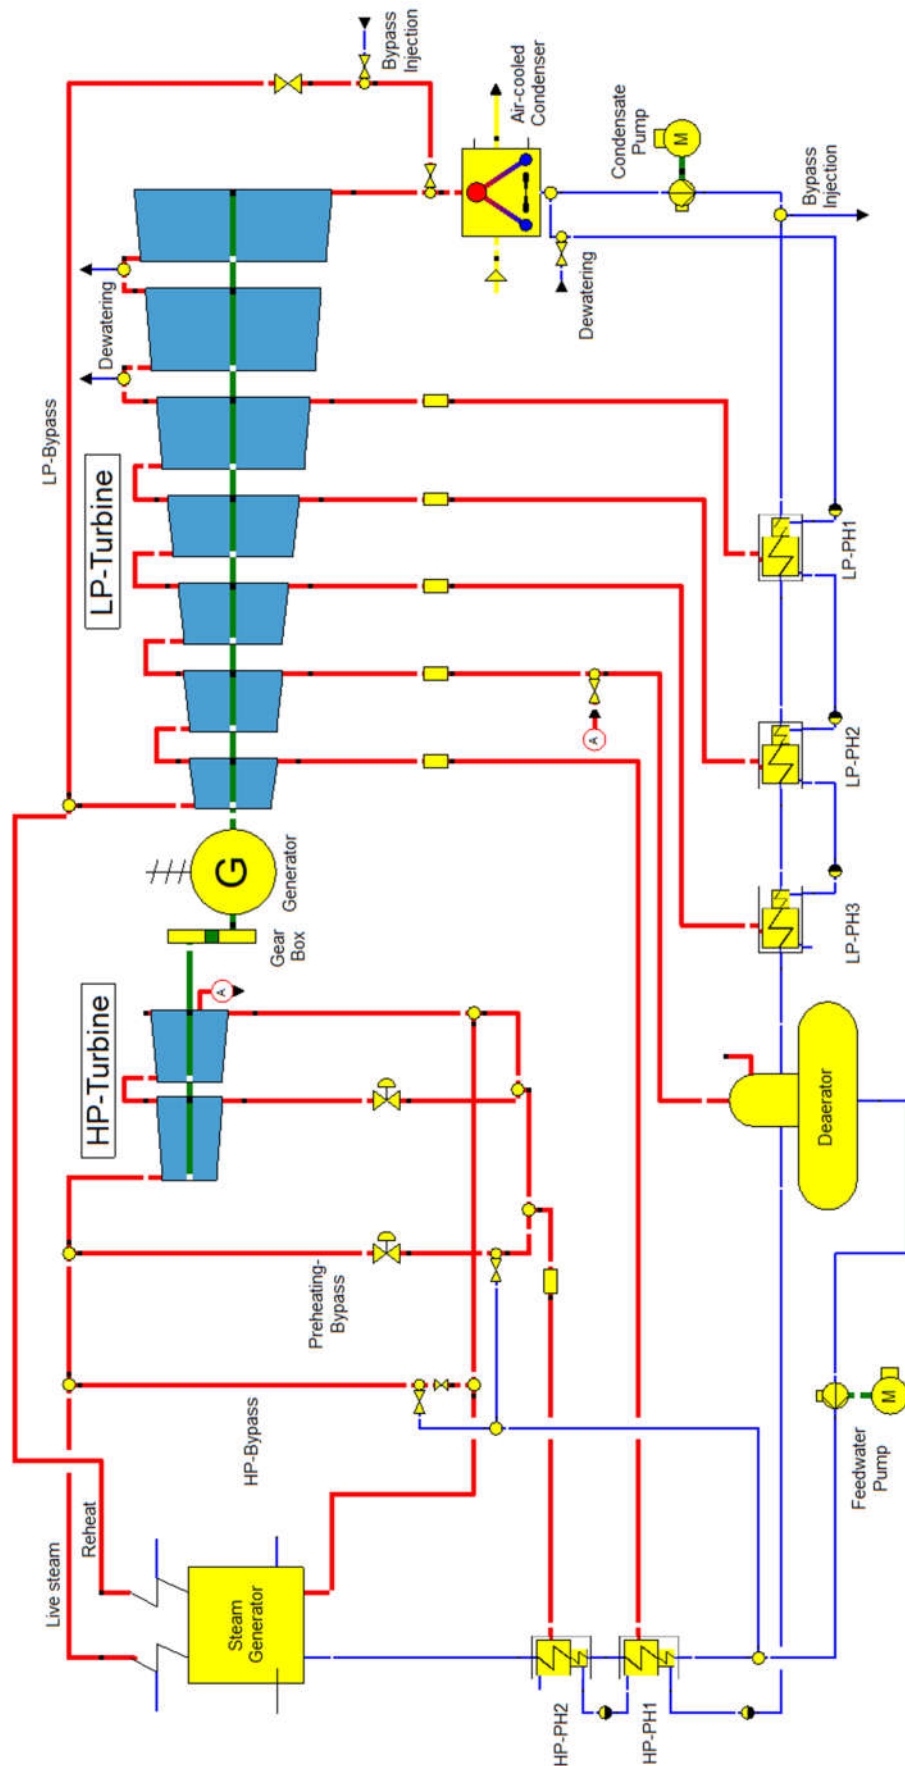 Live steam
Reheat
LP-Bypass
LP-Turbine
Dewatering
Bypass
Injection
HP-Turbine
Gear
Box
G
Generator
A
Steam
Generator
HP-Bypass
Preheating-
Bypass
A
Air-cooled
Condenser
Dewatering
Condensate
Pump
M
Bypass
Injection
HP-PH2
HP-PH1
Feedwater
Pump
M
Deaerator
LP-PH3
LP-PH2
LP-PH1